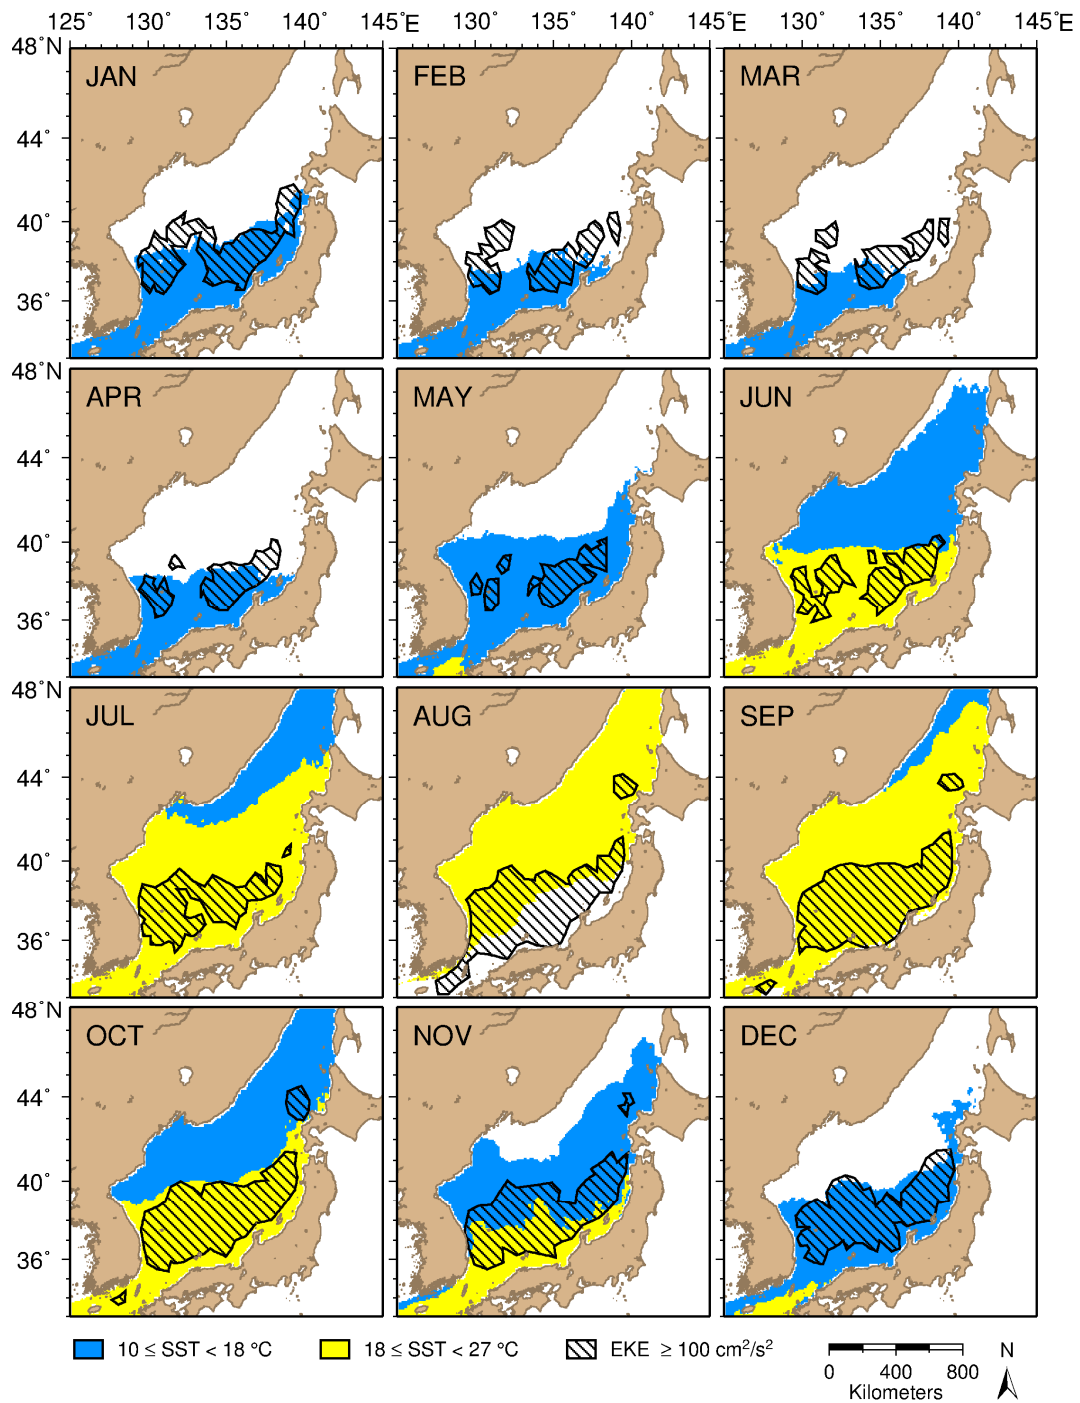 125 130° 135° 140° 145°E 130° 135° 140° 145°E 130° 135° 140° 145°E
48°N
JAN FEB MAR
44°
40°
36°
48°N
APR MAY JUN
44°
40°
36°
48°N
JUL AUG SEP
44°
40°
36°
48°N
OCT NOV DEC
44°
40°
36°
10 ≤ SST < 18 °C 18 ≤ SST < 27 °C EKE ≥ 100 cm²/s² N
0 400 800
Kilometers